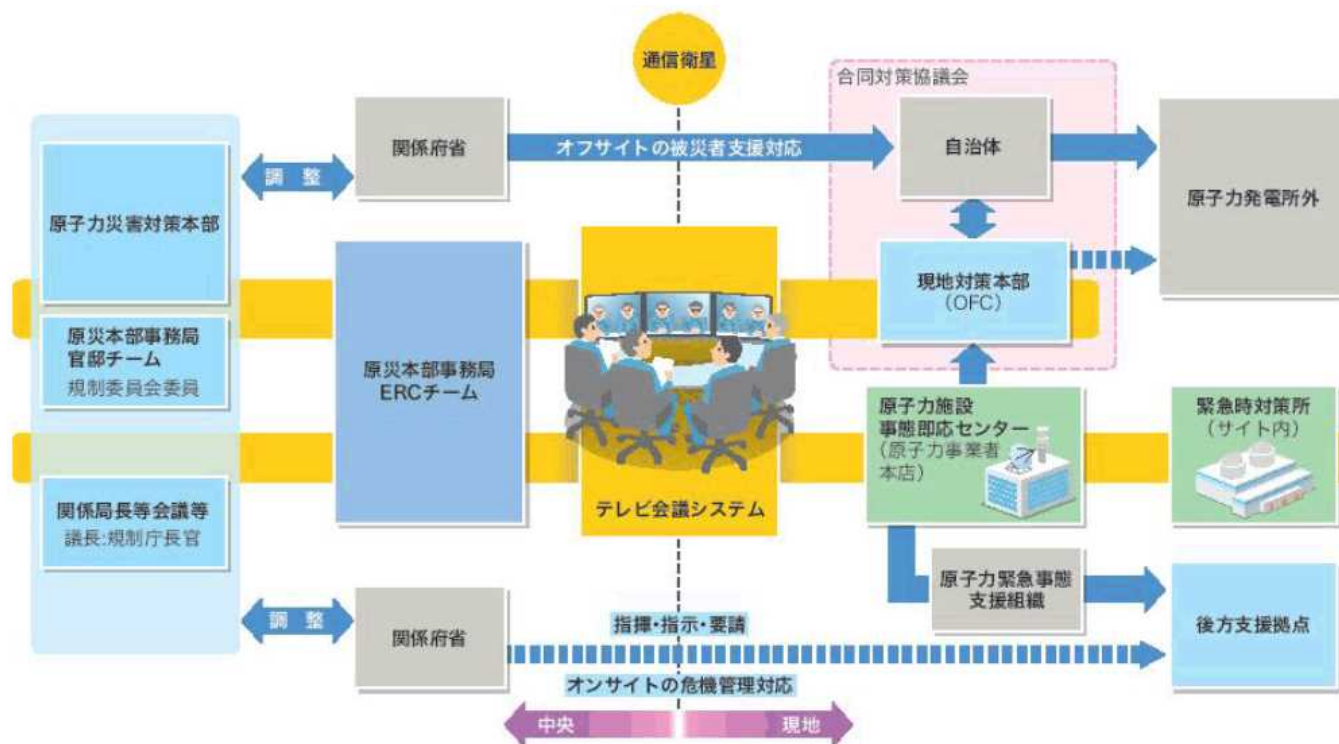 通信衛星
合同対策協議会
関係府省
オフサイトの被災者支援対応
自治体
調 整
原子力発電所外
原子力災害対策本部
現地対策本部
(OFC)
原災本部事務局
官邸チーム
規制委員会委員
原災本部事務局
ERCチーム
原子力施設
事態即応センター
(原子力事業者
本店)
緊急時対策所
(サイト内)
テレビ会議システム
関係局長等会議等
議長:規制庁長官
原子力緊急事態
支援組織
調 整
関係府省
指揮・指示・要請
後方支援拠点
オンサイトの危機管理対応
中央
現地